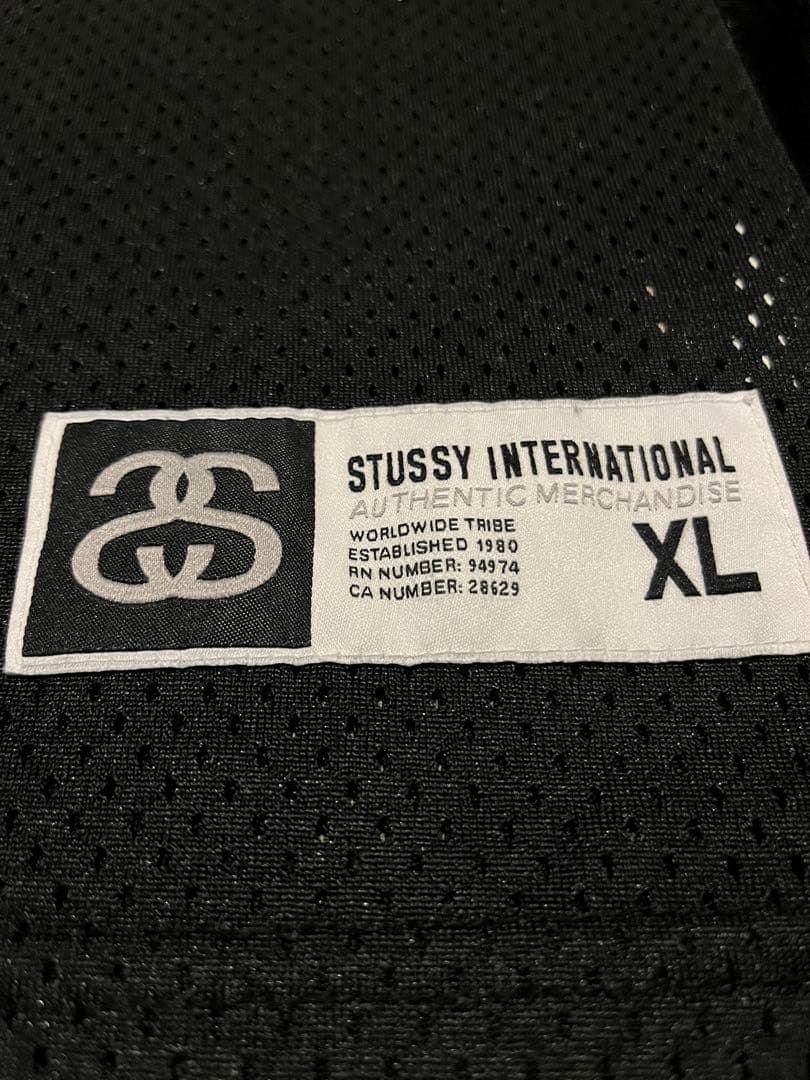 STUSSY INTERNATIONAL
AUTHENTIC MERCHANDISE
WORLDWIDE TRIBE
ESTABLISHED 1980
RN NUMBER: 94974
CA NUMBER: 28629
XL